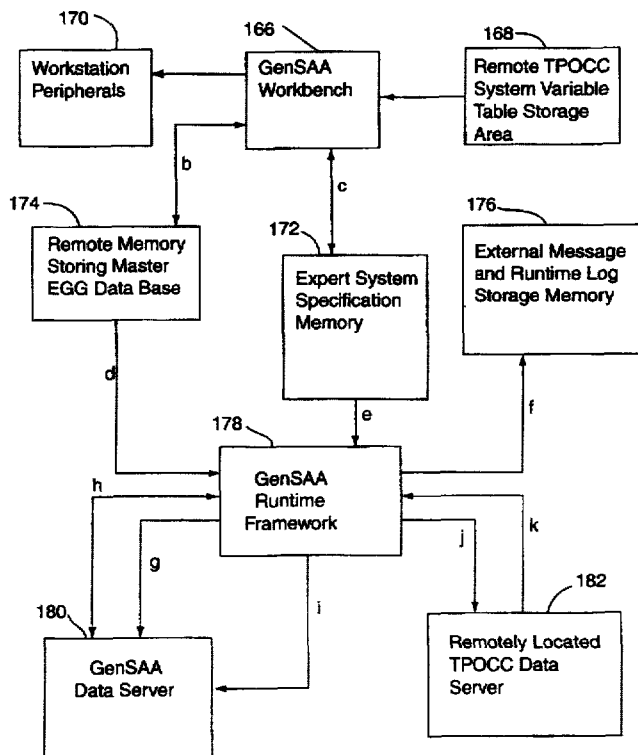 170
166
168
Workstation
Peripherals
GenSAA
Workbench
Remote TPOCC
System Variable
Table Storage
Area
b
c
174
172
176
Remote Memory
Storing Master
EGG Data Base
Expert System
Specification
Memory
External Message
and Runtime Log
Storage Memory
d
e
f
178
GenSAA
Runtime
Framework
h
g
i
j
k
180
182
GenSAA
Data Server
Remotely Located
TPOCC Data
Server